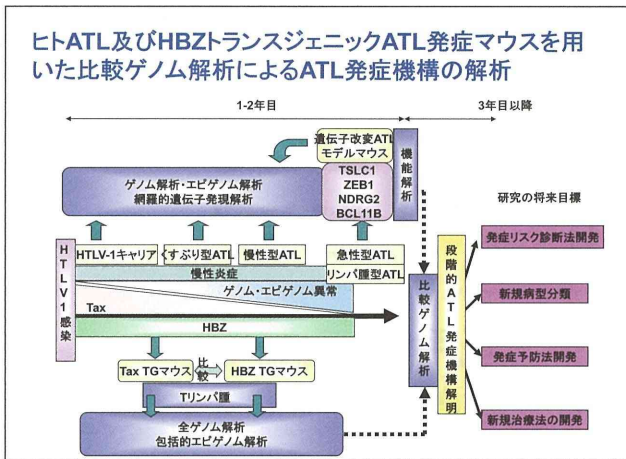 ヒトATL及びHBZトランスジェニックATL発症マウスを用
いた比較ゲノム解析によるATL発症機構の解析
1-2年目
3年目以降
遺伝子改変ATL
モデルマウス
機能解析
ゲノム解析・エピゲノム解析
網羅的遺伝子発現解析
TSLC1
ZEB1
NDRG2
BCL11B
研究の将来目標
HTLV1感染
HTLV-1キャリア
くすぶり型ATL
慢性型ATL
急性型ATL
リンパ腫型ATL
慢性炎症
ゲノム・エピゲノム異常
Tax
HBZ
比較ゲノム解析
段階的ATL発症機構解明
発症リスク診断法開発
新規病型分類
発症予防法開発
新規治療法の開発
Tax TGマウス
比較
HBZ TGマウス
Tリンパ腫
全ゲノム解析
包括的エピゲノム解析